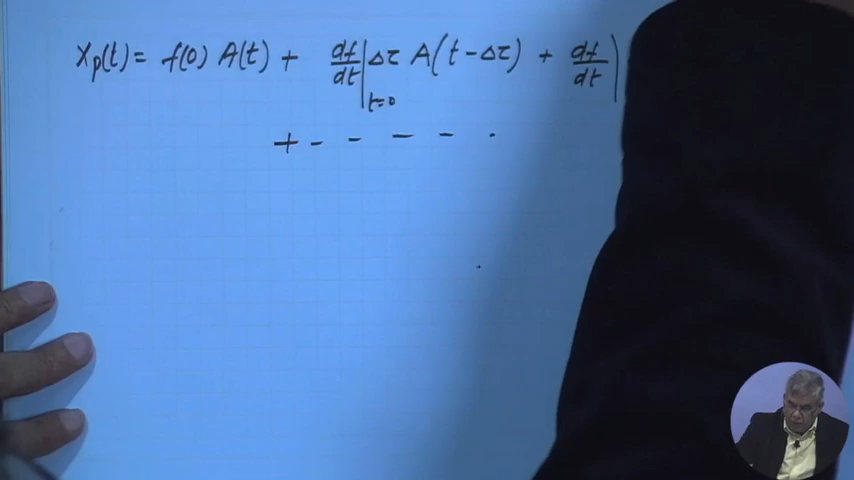 Xp(t) = f(0) A(t) + df/dt|t=0 Δτ A(t-Δτ) + df/dt|
+ - - - - .